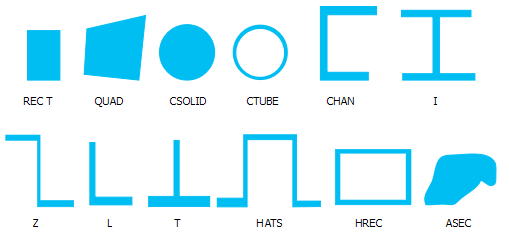 REC T QUAD CSOLID CTUBE CHAN I
Z L T HATS HREC ASEC